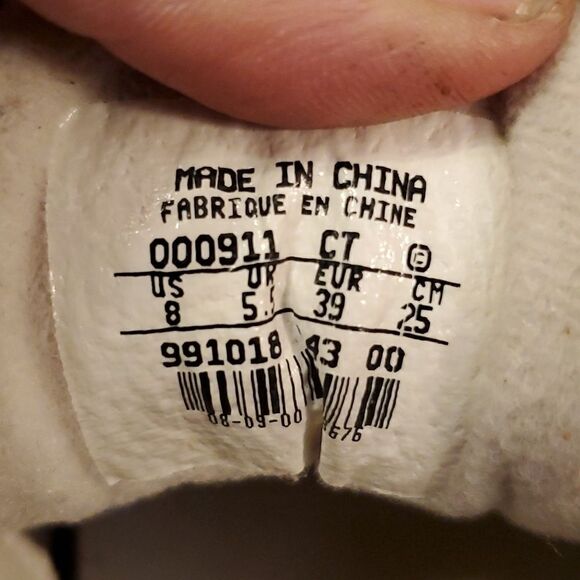 MADE IN CHINA
FABRIQUE EN CHINE
000911 CT E
US UK EUR CM
8 5.5 39 25
991018 43 00
08-09-00